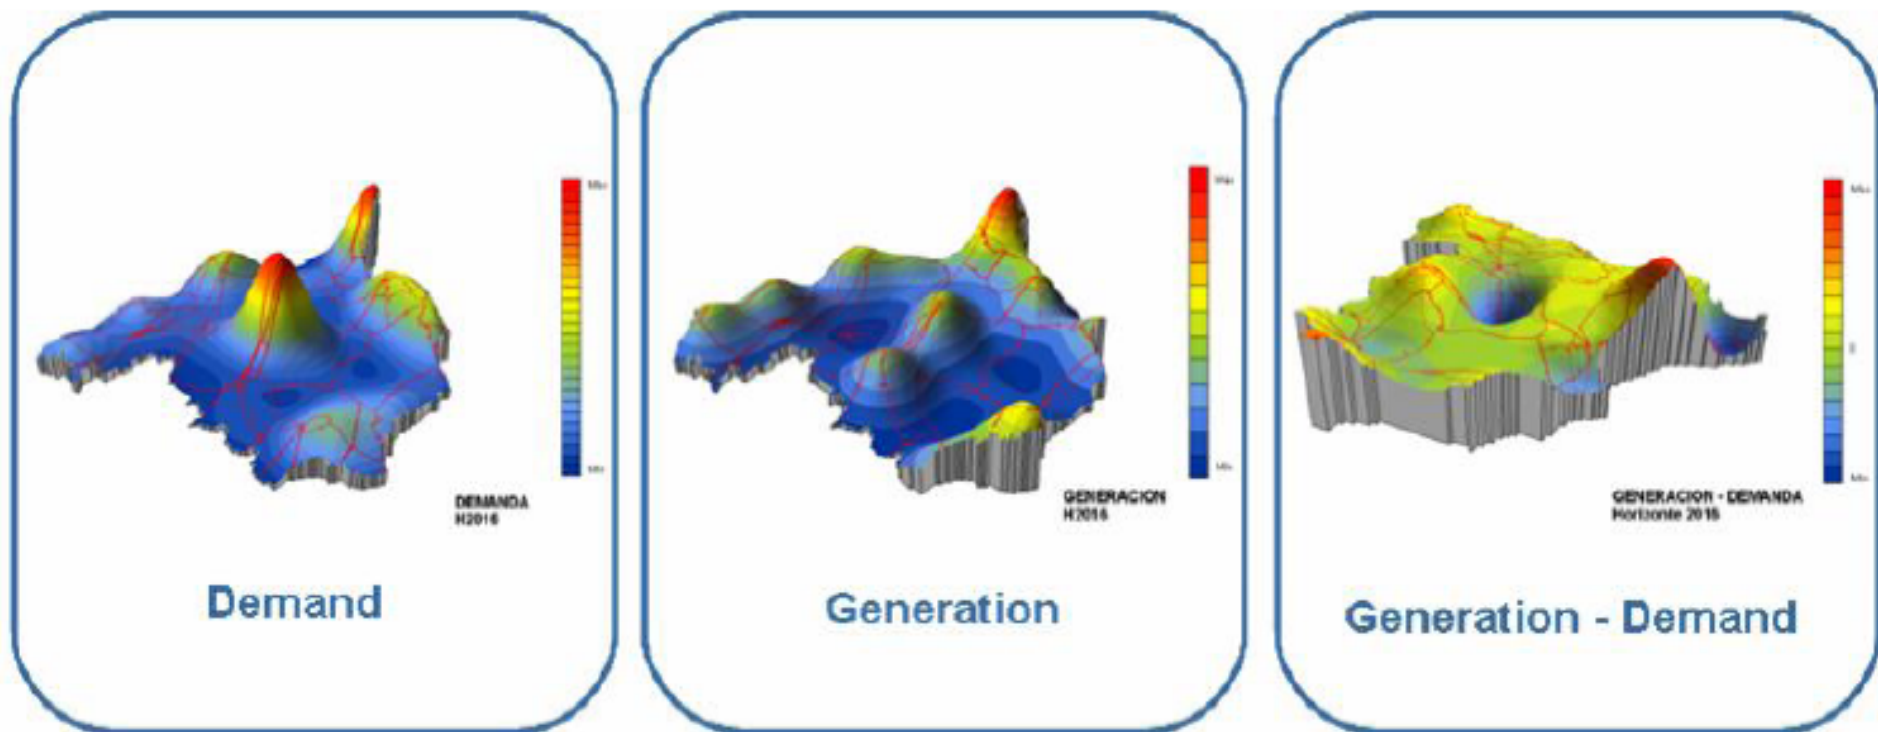 DEMANDA
H2016
Demand
GENERACION
H2016
Generation
GENERACION - DEMANDA
Horizonte 2016
Generation - Demand